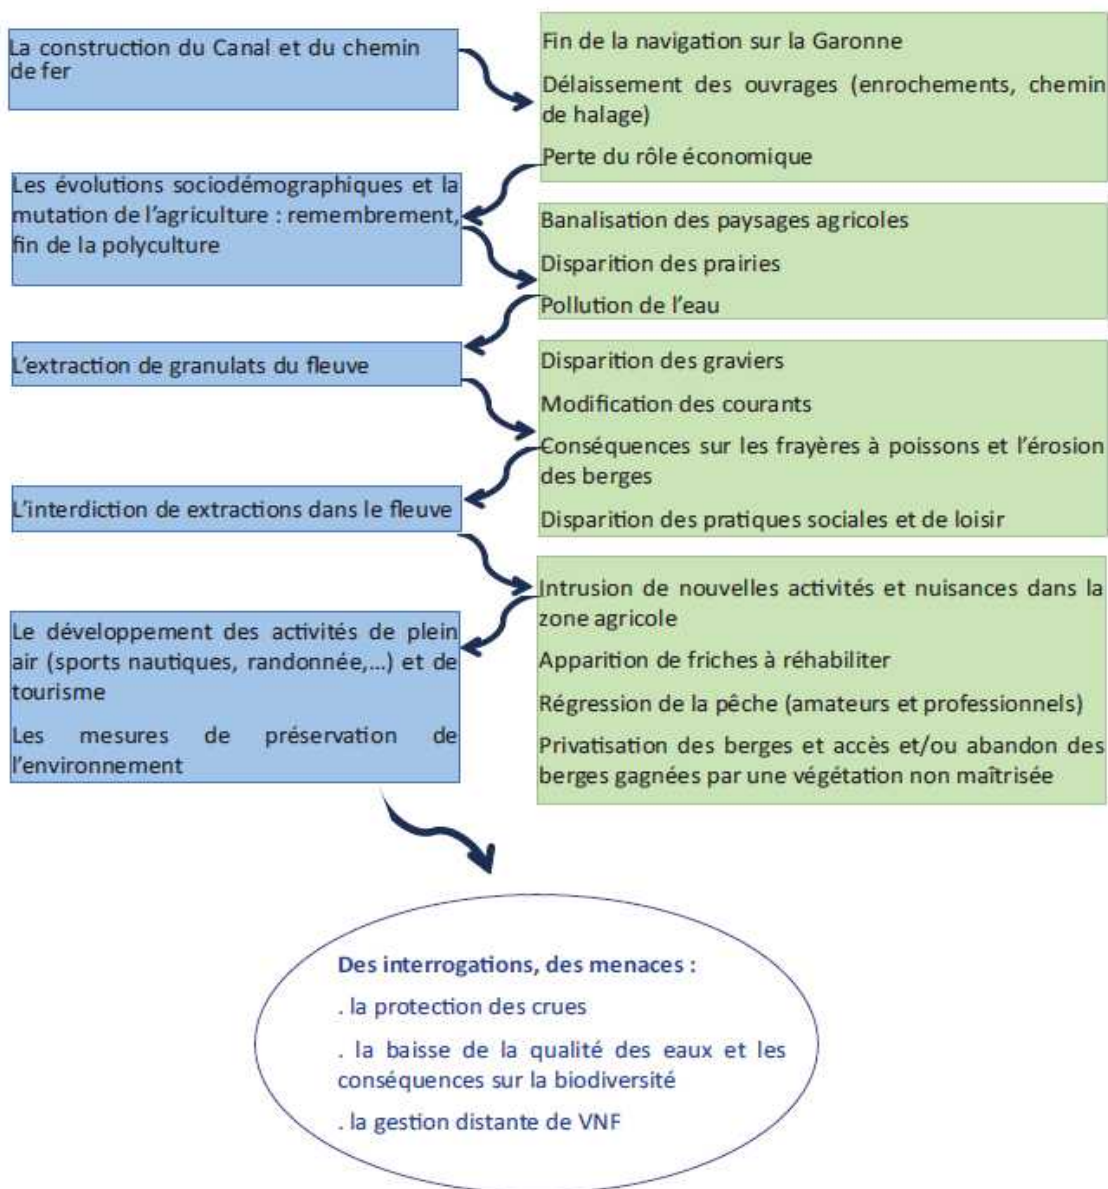 La construction du Canal et du chemin
de fer
Fin de la navigation sur la Garonne
Délaissement des ouvrages (enrochements, chemin
de halage)
Perte du rôle économique
Les évolutions sociodémographiques et la
mutation de l'agriculture : remembrement,
fin de la polyculture
Banalisation des paysages agricoles
Disparition des prairies
Pollution de l'eau
L'extraction de granulats du fleuve
Disparition des graviers
Modification des courants
Conséquences sur les frayères à poissons et l'érosion
des berges
Disparition des pratiques sociales et de loisir
L'interdiction de extractions dans le fleuve
Intrusion de nouvelles activités et nuisances dans la
zone agricole
Apparition de friches à réhabiliter
Régression de la pêche (amateurs et professionnels)
Privatisation des berges et accès et/ou abandon des
berges gagnées par une végétation non maîtrisée
Le développement des activités de plein
air (sports nautiques, randonnée,...) et de
tourisme
Les mesures de préservation de
l'environnement
Des interrogations, des menaces :
. la protection des crues
. la baisse de la qualité des eaux et les
conséquences sur la biodiversité
. la gestion distante de VNF